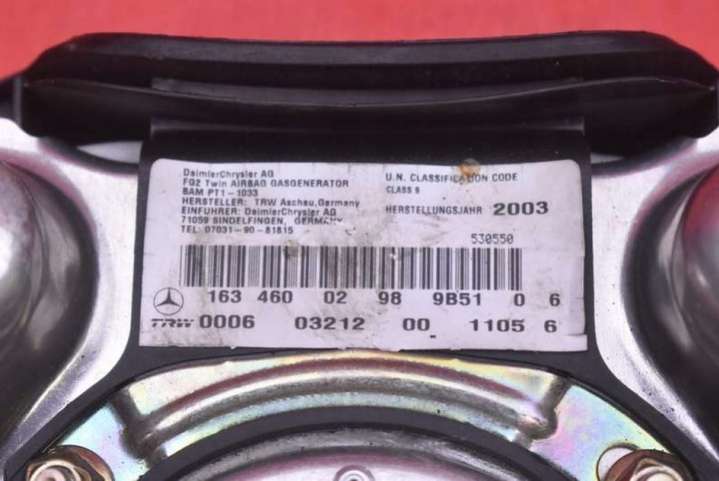 DaimlerChrysler AG
FG2 Twin AIRBAG GASGENERATOR
BAM PT1-1033
HERSTELLER: TRW Aschau,Germany
EINFUHRER: DaimlerChrysler AG
71059 SINDELFINGEN, GERMANY
TEL: 07031-90-81815
U.N. CLASSIFICATION CODE
CLASS 9
HERSTELLUNGSJAHR 2003
530550
163 460 02 98 9B51 0 6
TRW 0006 03212 00 1105 6